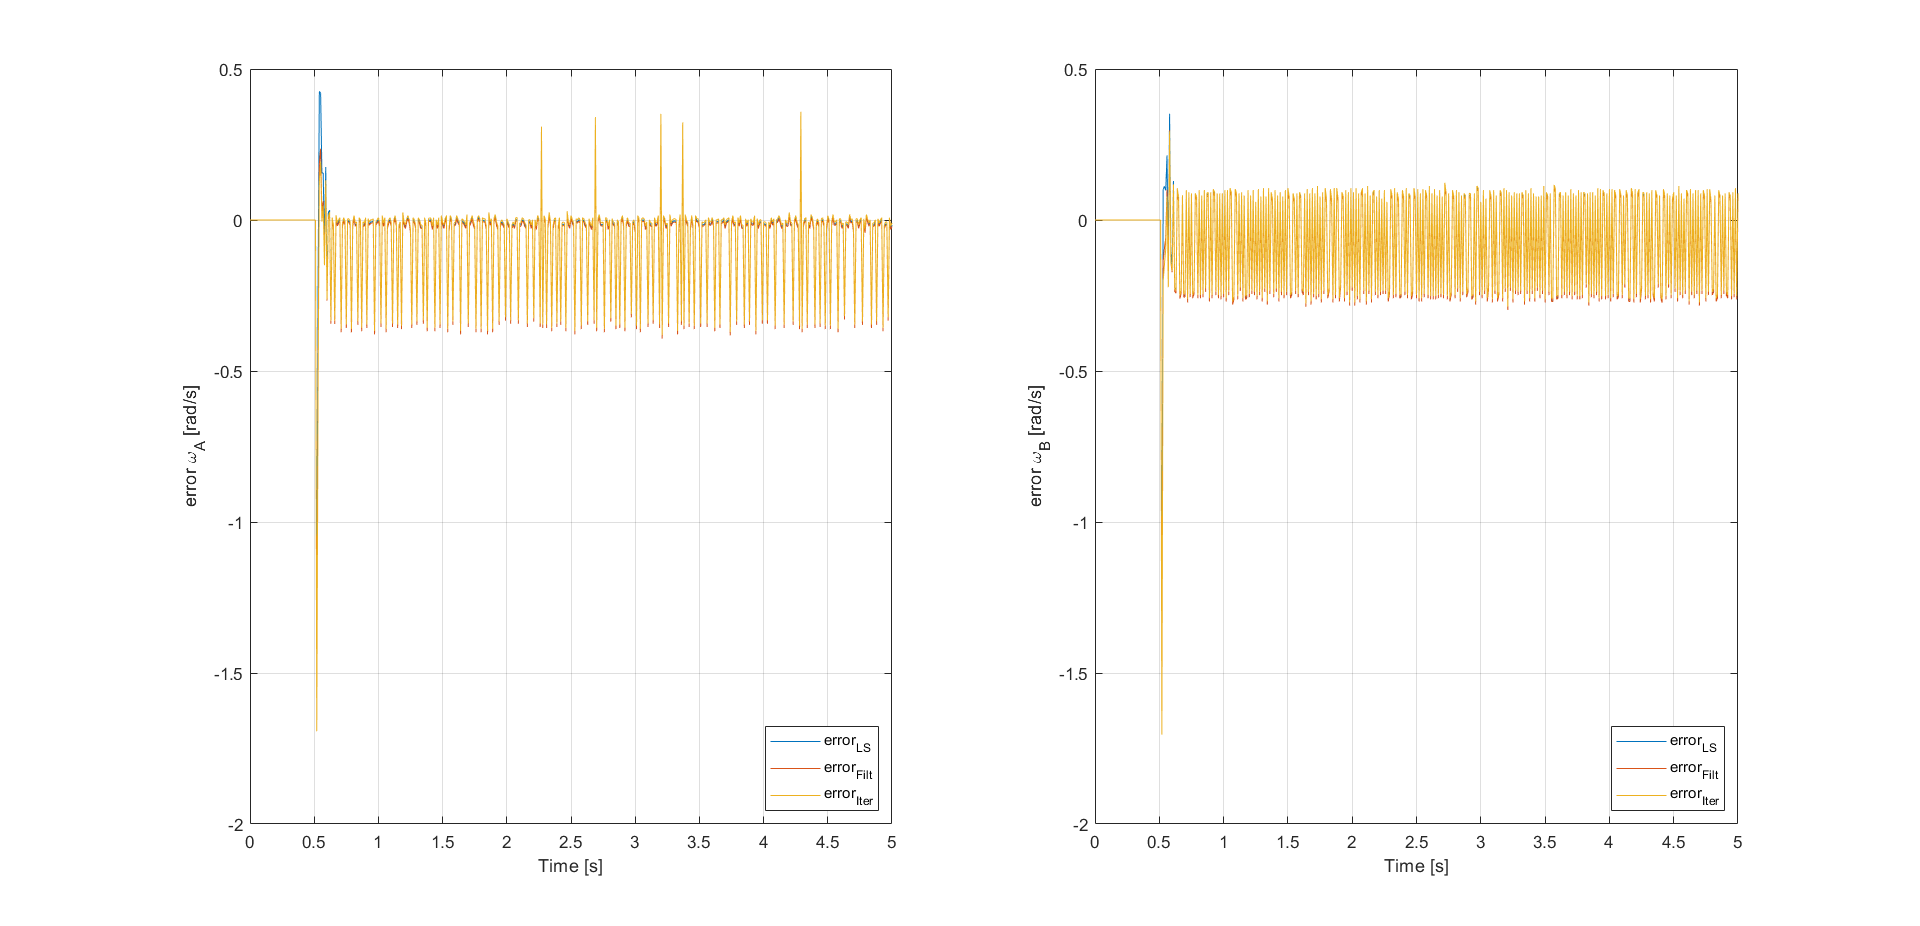 0.5
0
-0.5
-1
-1.5
-2
error ω_A [rad/s]
0 0.5 1 1.5 2 2.5 3 3.5 4 4.5 5
Time [s]
error_LS
error_Filt
error_Iter
0.5
0
-0.5
-1
-1.5
-2
error ω_B [rad/s]
0 0.5 1 1.5 2 2.5 3 3.5 4 4.5 5
Time [s]
error_LS
error_Filt
error_Iter